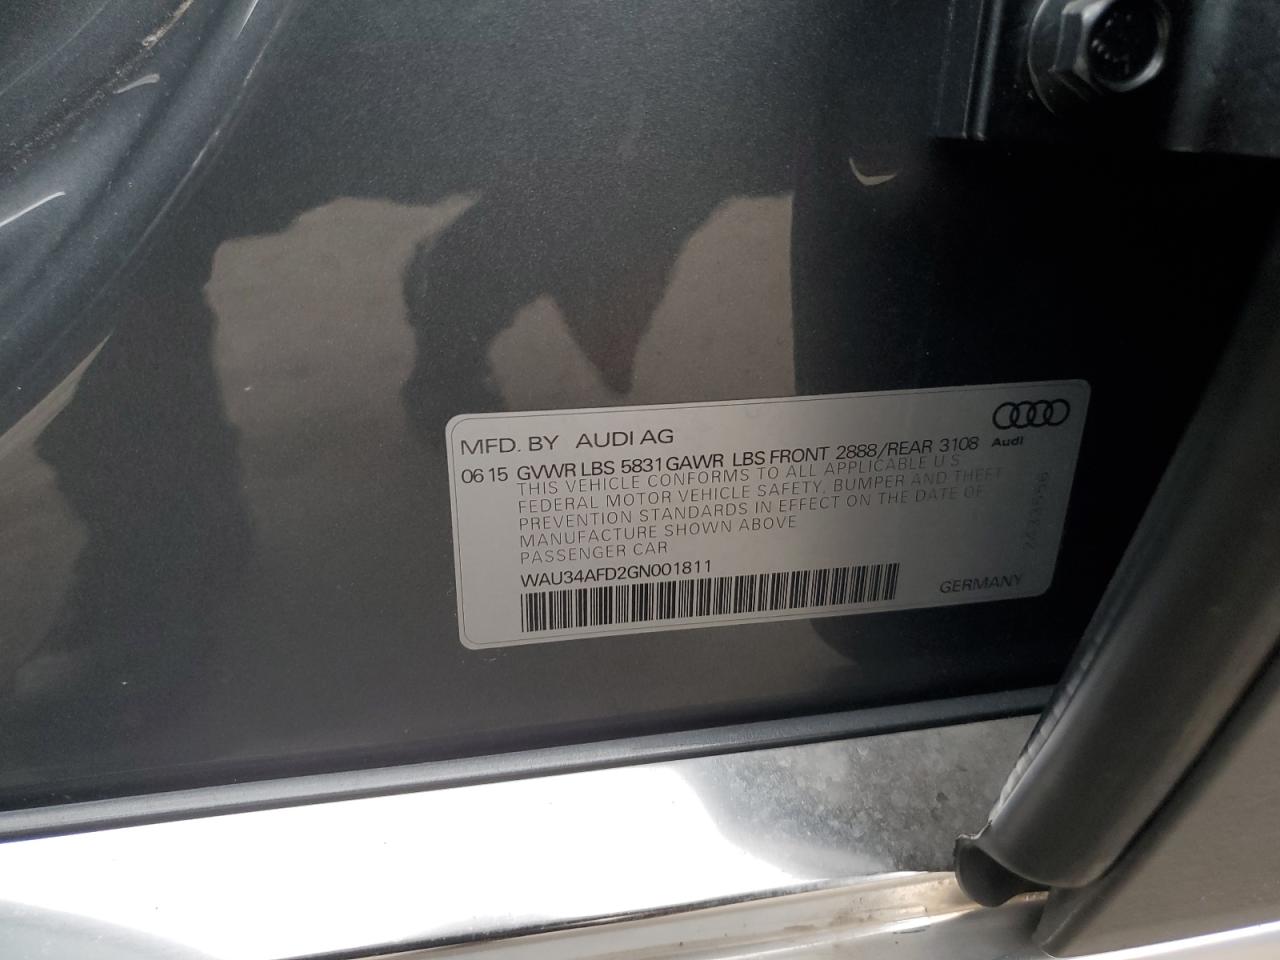 MFD. BY AUDI AG
Audi
06 15 GVWR LBS 5831 GAWR LBS FRONT 2888/REAR 3108
THIS VEHICLE CONFORMS TO ALL APPLICABLE U S
FEDERAL MOTOR VEHICLE SAFETY, BUMPER AND THEFT
PREVENTION STANDARDS IN EFFECT ON THE DATE OF
MANUFACTURE SHOWN ABOVE
PASSENGER CAR
WAU34AFD2GN001811
GERMANY